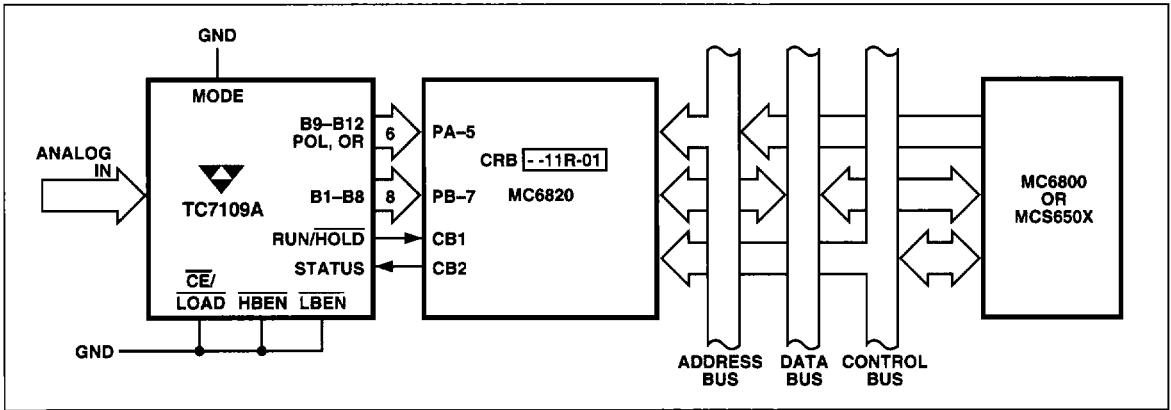 GND
MODE
ANALOG
IN
TC7109A
B9–B12
POL, OR
6
B1–B8
8
RUN/HOLD
STATUS
CE/
LOAD
HBEN
LBEN
GND
PA–5
CRB - -11R-01
MC6820
PB–7
CB1
CB2
ADDRESS
BUS
DATA
BUS
CONTROL
BUS
MC6800
OR
MCS650X